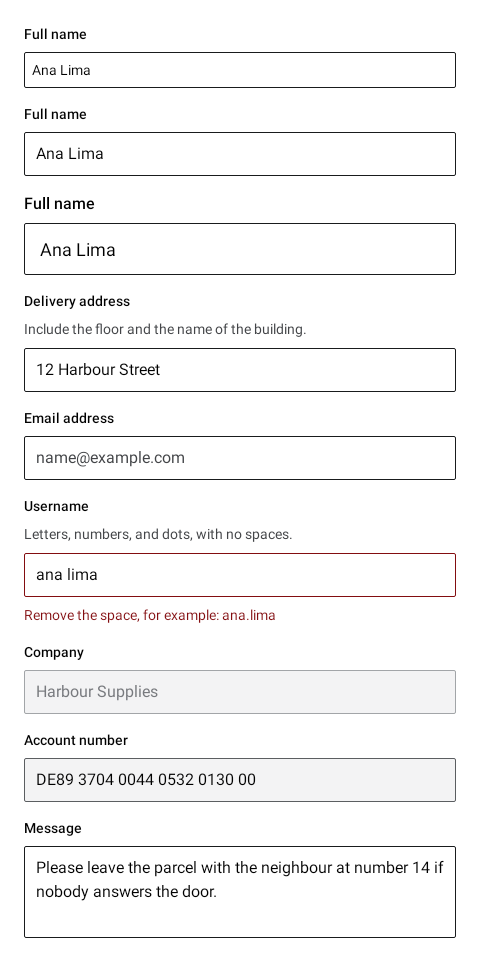 Full name
Ana Lima
Full name
Ana Lima
Full name
Ana Lima
Delivery address
Include the floor and the name of the building.
12 Harbour Street
Email address
name@example.com
Username
Letters, numbers, and dots, with no spaces.
ana lima
Remove the space, for example: ana.lima
Company
Harbour Supplies
Account number
DE89 3704 0044 0532 0130 00
Message
Please leave the parcel with the neighbour at number 14 if
nobody answers the door.